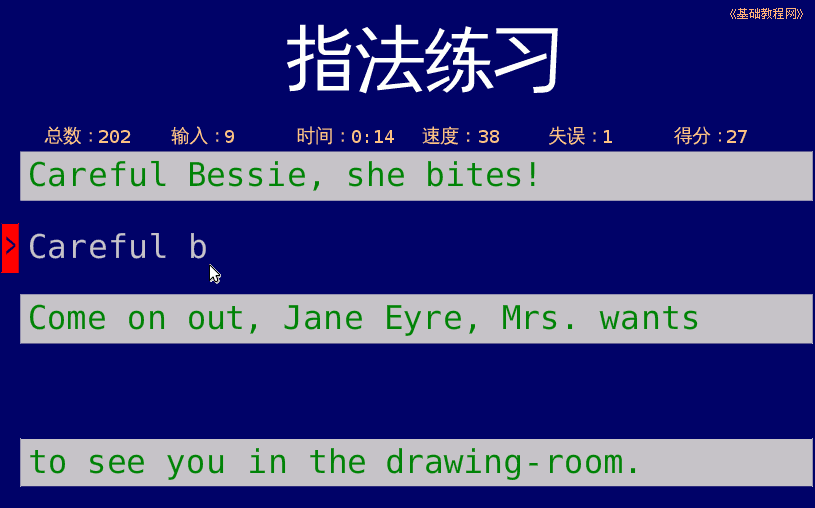 《基础教程网》
指法练习
总数：202 输入：9 时间：0:14 速度：38 失误：1 得分：27
Careful Bessie, she bites!
> Careful b
Come on out, Jane Eyre, Mrs. wants
to see you in the drawing-room.